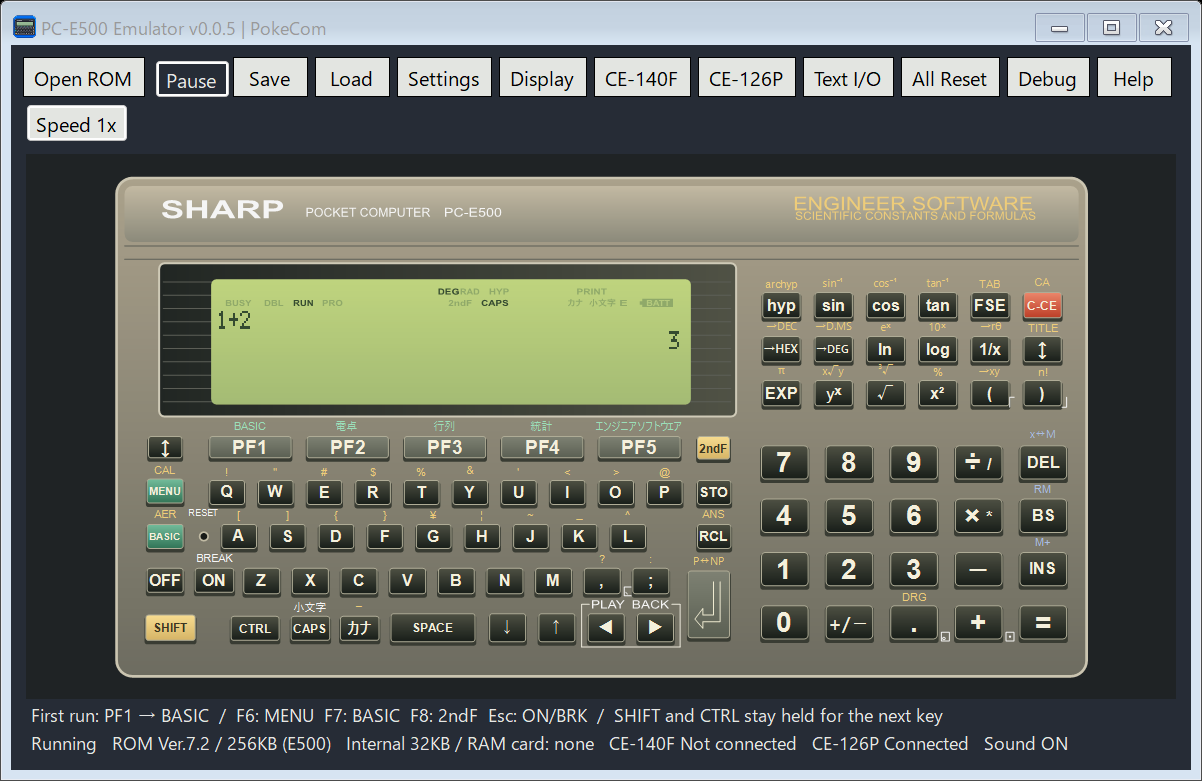 PC-E500 Emulator v0.0.5 | PokeCom
Open ROM Pause Save Load Settings Display CE-140F CE-126P Text I/O All Reset Debug Help
Speed 1x
SHARP POCKET COMPUTER PC-E500 ENGINEER SOFTWARE
SCIENTIFIC CONSTANTS AND FORMULAS
DEG RAD HYP PRINT
BUSY DBL RUN PRO 2ndF CAPS カナ 小文字 E BATT
1+2
3
archyp sin⁻¹ cos⁻¹ tan⁻¹ TAB CA
hyp sin cos tan FSE C-CE
→DEC →D.MS eˣ 10ˣ →rθ TITLE
→HEX →DEG ln log 1/x ↕
π x√y ³√ % →xy n!
EXP yˣ √ x² ( )
BASIC 電卓 行列 統計 エンジニアソフトウェア
↕ PF1 PF2 PF3 PF4 PF5 2ndF
CAL ! " # $ % & ' < > @
MENU Q W E R T Y U I O P STO
AER RESET [ ] { } ¥ ¦ ~ _ ^ ANS
BASIC A S D F G H J K L RCL
BREAK ? : P↔NP
OFF ON Z X C V B N M , ;
小文字 – PLAY BACK
SHIFT CTRL CAPS カナ SPACE ↓ ↑ ◀ ▶
x↔M
7 8 9 ÷ / DEL
RM
4 5 6 × * BS
M+
1 2 3 — INS
DRG
0 +/− . + =
First run: PF1 → BASIC / F6: MENU F7: BASIC F8: 2ndF Esc: ON/BRK / SHIFT and CTRL stay held for the next key
Running ROM Ver.7.2 / 256KB (E500) Internal 32KB / RAM card: none CE-140F Not connected CE-126P Connected Sound ON